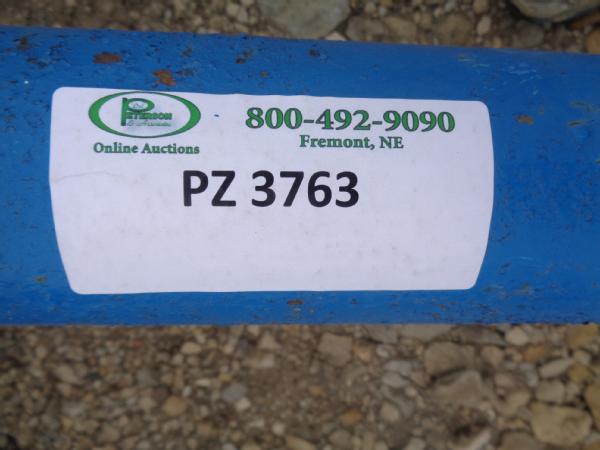 PETERSON
Online Auctions
800-492-9090
Fremont, NE
PZ 3763